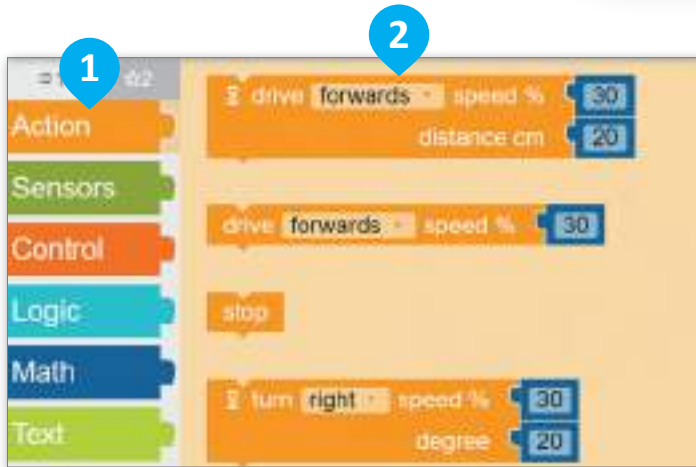 1
2
Action
Sensors
Control
Logic
Math
Text
drive forwards speed % 30
distance cm 20
drive forwards speed % 30
stop
turn right speed % 30
degree 20